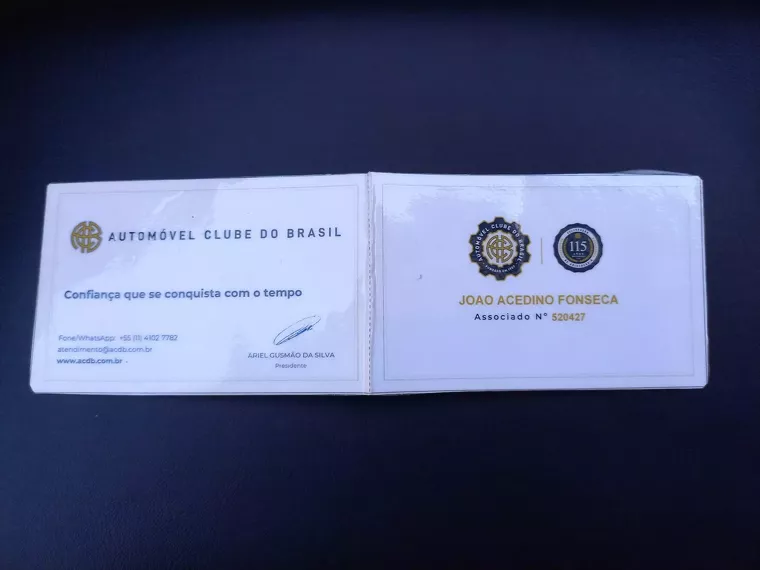 AUTOMÓVEL CLUBE DO BRASIL
Confiança que se conquista com o tempo
Fone/WhatsApp: +55 (11) 4102 7782
atendimento@acdb.com.br
www.acdb.com.br
ARIEL GUSMÃO DA SILVA
Presidente
AUTOMÓVEL CLUBE DO BRASIL
115
JOAO ACEDINO FONSECA
Associado N° 520427